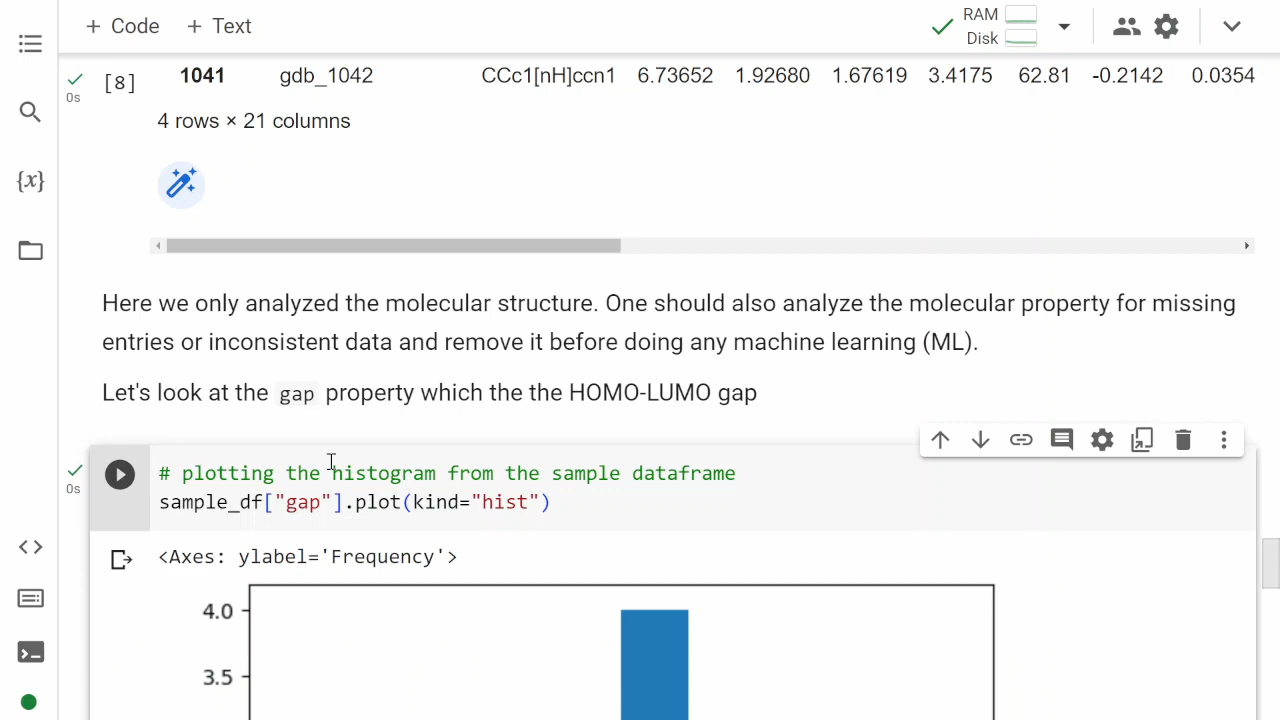 + Code + Text
RAM
Disk
[8] 1041 gdb_1042 CCc1[nH]ccn1 6.73652 1.92680 1.67619 3.4175 62.81 -0.2142 0.0354
0s
4 rows × 21 columns
{x}
Here we only analyzed the molecular structure. One should also analyze the molecular property for missing
entries or inconsistent data and remove it before doing any machine learning (ML).
Let's look at the gap property which the the HOMO-LUMO gap
0s
# plotting the histogram from the sample dataframe
sample_df["gap"].plot(kind="hist")
<Axes: ylabel='Frequency'>
4.0
3.5